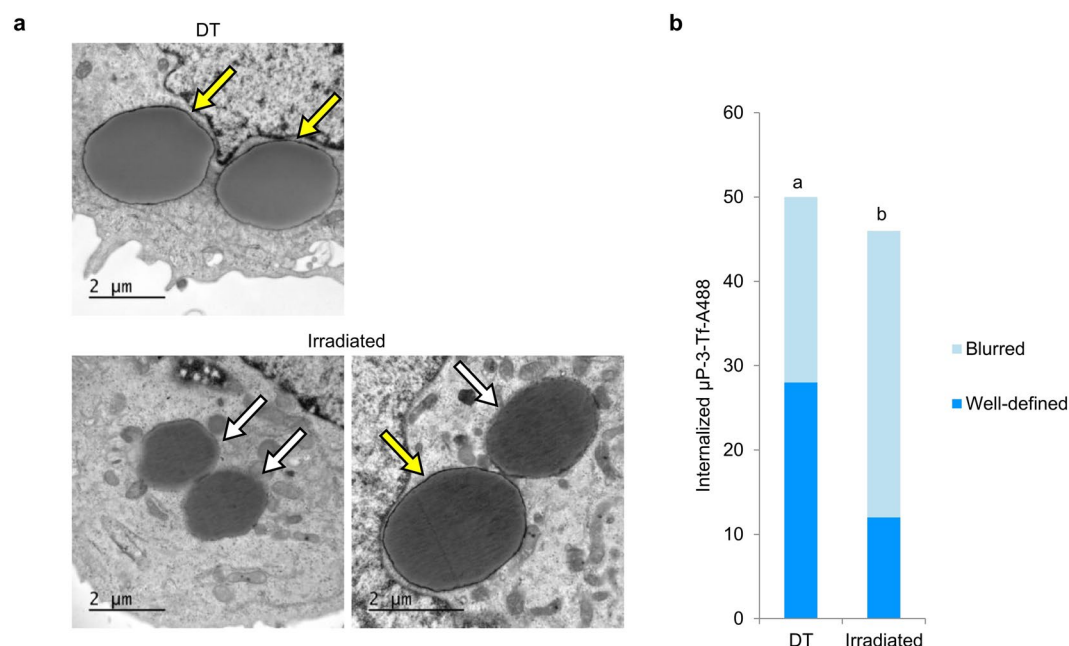 a
DT
2 µm
Irradiated
2 µm
2 µm
b
Internalized µP-3-Tf-A488
60
50
40
30
20
10
0
a
b
DT
Irradiated
Blurred
Well-defined